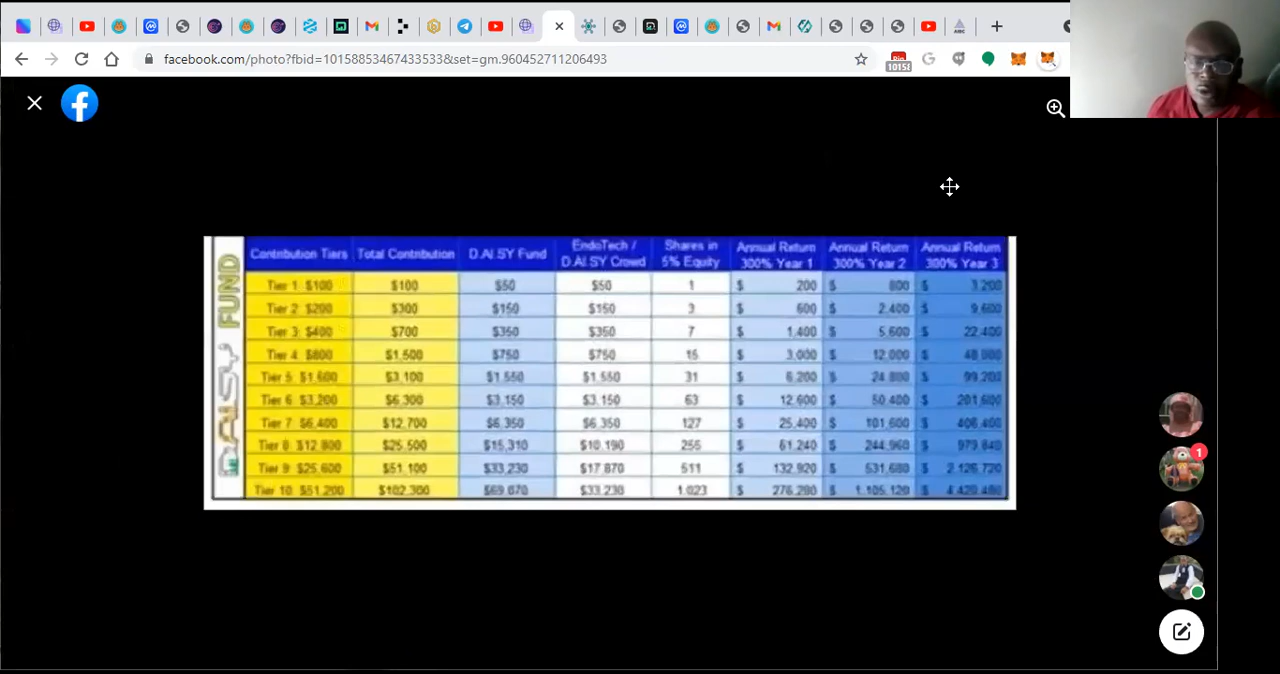 facebook.com/photo?fbid=10158853467433533&set=gm.960452711206493
10158
D.AI.SY FUND
Contribution Tiers Total Contribution D.AI.SY Fund EndoTech / D.AI.SY Crowd Shares in 5% Equity Annual Return 300% Year 1 Annual Return 300% Year 2 Annual Return 300% Year 3
Tier 1 $100 $100 $50 $50 1 $ 200 $ 800 $ 3,200
Tier 2 $200 $300 $150 $150 3 $ 600 $ 2,400 $ 9,600
Tier 3 $400 $700 $350 $350 7 $ 1,400 $ 5,600 $ 22,400
Tier 4 $800 $1,500 $750 $750 15 $ 3,000 $ 12,000 $ 48,000
Tier 5 $1,600 $3,100 $1,550 $1,550 31 $ 6,200 $ 24,800 $ 99,200
Tier 6 $3,200 $6,300 $3,150 $3,150 63 $ 12,600 $ 50,400 $ 201,600
Tier 7 $6,400 $12,700 $6,350 $6,350 127 $ 25,400 $ 101,600 $ 406,400
Tier 8 $12,800 $25,500 $15,310 $10,190 255 $ 61,240 $ 244,960 $ 979,840
Tier 9 $25,600 $51,100 $33,230 $17,870 511 $ 132,920 $ 531,680 $ 2,126,720
Tier 10 $51,200 $102,300 $69,070 $33,230 1,023 $ 276,280 $ 1,105,120 $ 4,420,480
1